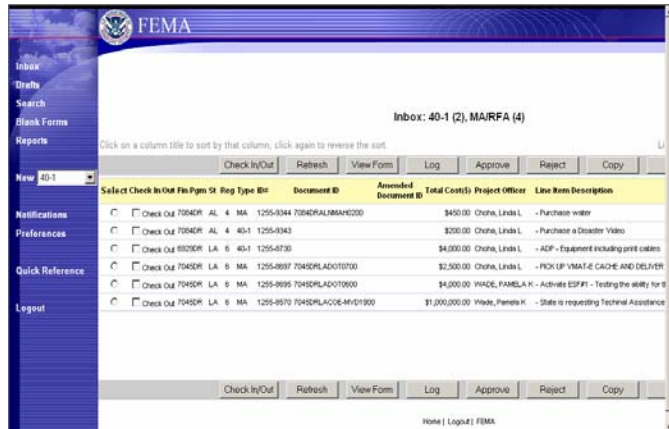 FEMA
Inbox
Drafts
Search
Blank Forms
Reports
New 40-1
Notifications
Preferences
Quick Reference
Logout
Inbox: 40-1 (2), MA/RFA (4)
Click on a column title to sort by that column, click again to reverse the sort.
Check In/Out Refresh View Form Log Approve Reject Copy
Select Check In/Out Fin Pgm St Reg Type ID# Document ID Amended Document ID Total Cost($) Project Officer Line Item Description
Check Out 7084DR AL 4 MA 1255-9344 7084DRALNMAH0200 $450.00 Choha, Linda L - Purchase water
Check Out 7084DR AL 4 40-1 1255-9343 $200.00 Choha, Linda L - Purchase a Disaster Video
Check Out LA 6 40-1 1255-8730 $4,000.00 Choha, Linda L - ADP - Equipment including print cables
Check Out 7045DR LA 6 MA 1255-8697 7045DRLADOT0700 $2,500.00 Choha, Linda L - PICK UP VMAT-E CACHE AND DELIVER
Check Out 7045DR LA 6 MA 1255-8695 7045DRLADOT0600 $4,000.00 WADE, PAMELA K - Activate ESF#1 - Testing the ability for
Check Out 7045DR LA 6 MA 1255-8570 7045DRLACOE-MVD1900 $1,000,000.00 Wade, Pamela K - State is requesting Techinal Assistance
Check In/Out Refresh View Form Log Approve Reject Copy
Home | Logout | FEMA